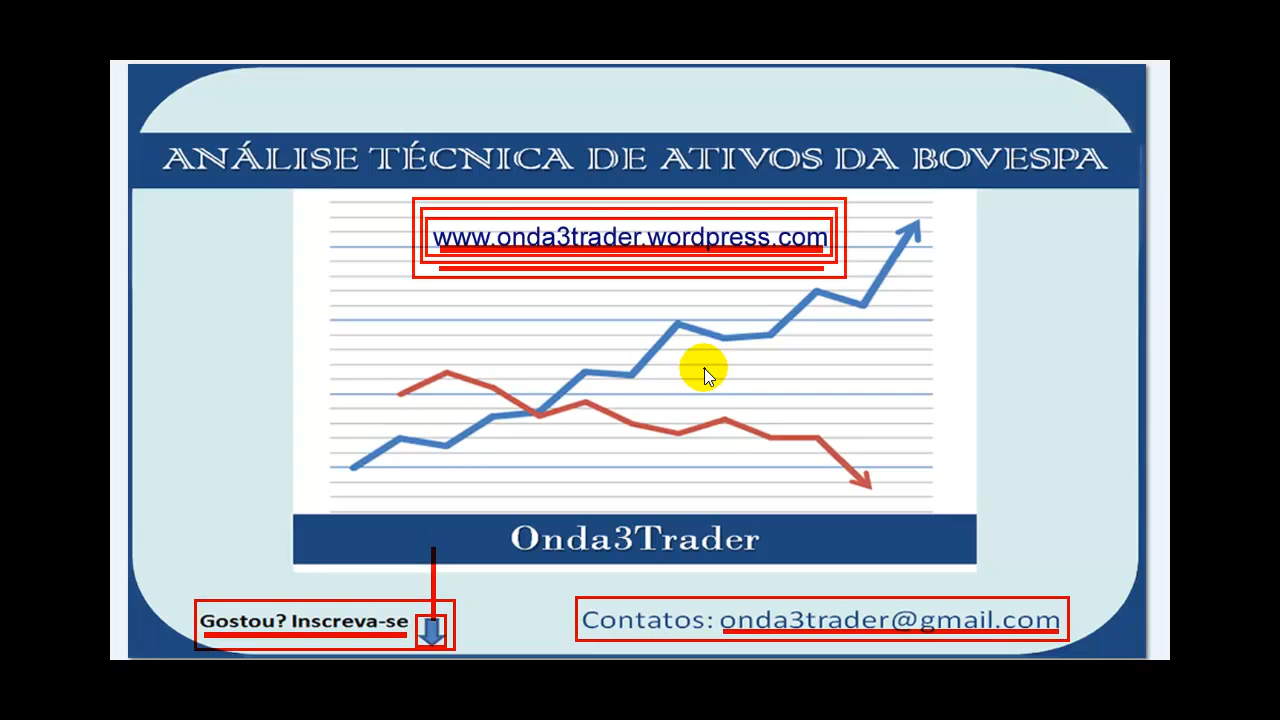 ANÁLISE TÉCNICA DE ATIVOS DA BOVESPA
www.onda3trader.wordpress.com
Onda3Trader
Gostou? Inscreva-se
Contatos: onda3trader@gmail.com